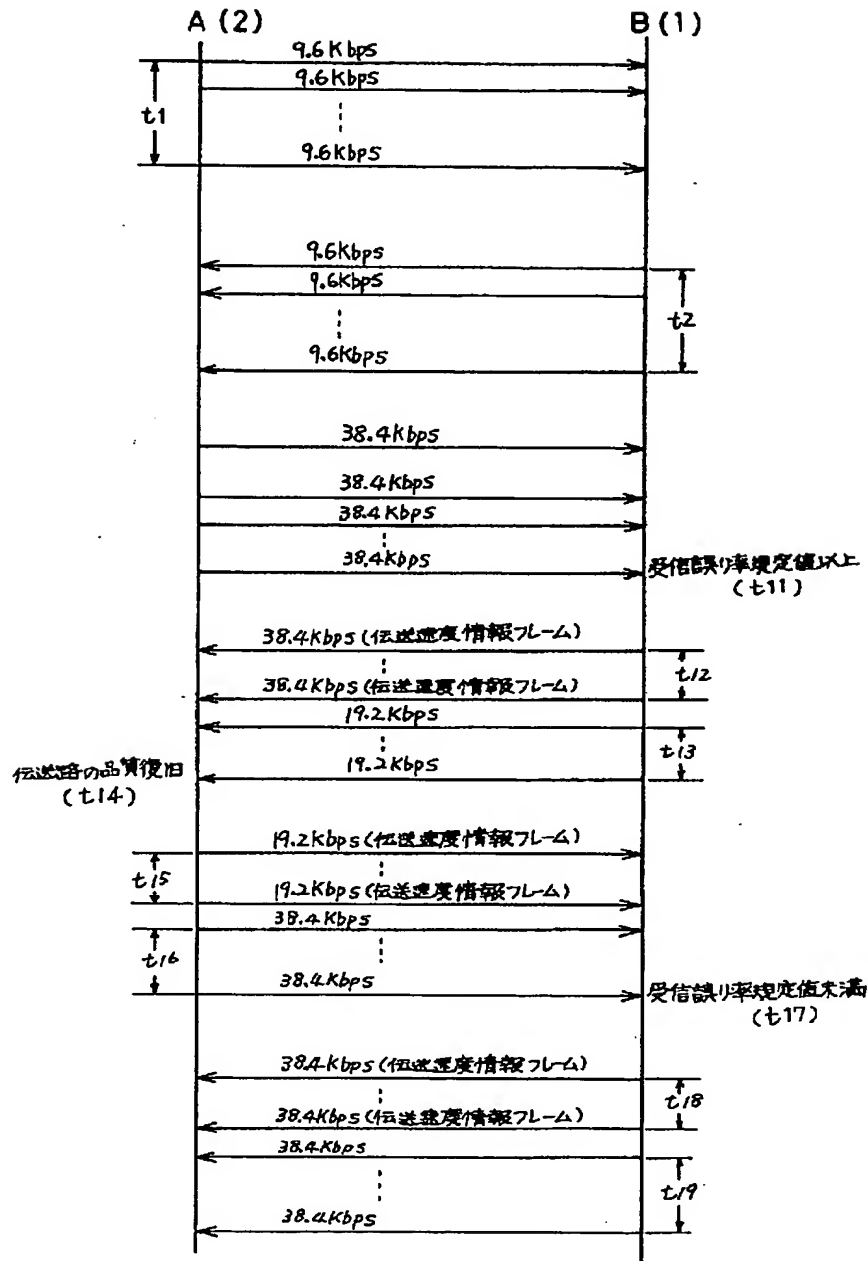 A(2)
B(1)
9.6Kbps
9.6Kbps
t1
9.6Kbps
9.6Kbps
9.6Kbps
t2
9.6Kbps
38.4Kbps
38.4Kbps
38.4Kbps
38.4Kbps
受信誤り率規定値以上
(t11)
38.4Kbps(伝送速度情報フレーム)
t12
38.4Kbps(伝送速度情報フレーム)
19.2Kbps
t13
19.2Kbps
伝送路の品質復旧
(t14)
19.2Kbps(伝送速度情報フレーム)
t15
19.2Kbps(伝送速度情報フレーム)
38.4Kbps
t16
38.4Kbps
受信誤り率規定値未満
(t17)
38.4Kbps(伝送速度情報フレーム)
t18
38.4Kbps(伝送速度情報フレーム)
38.4Kbps
t19
38.4Kbps